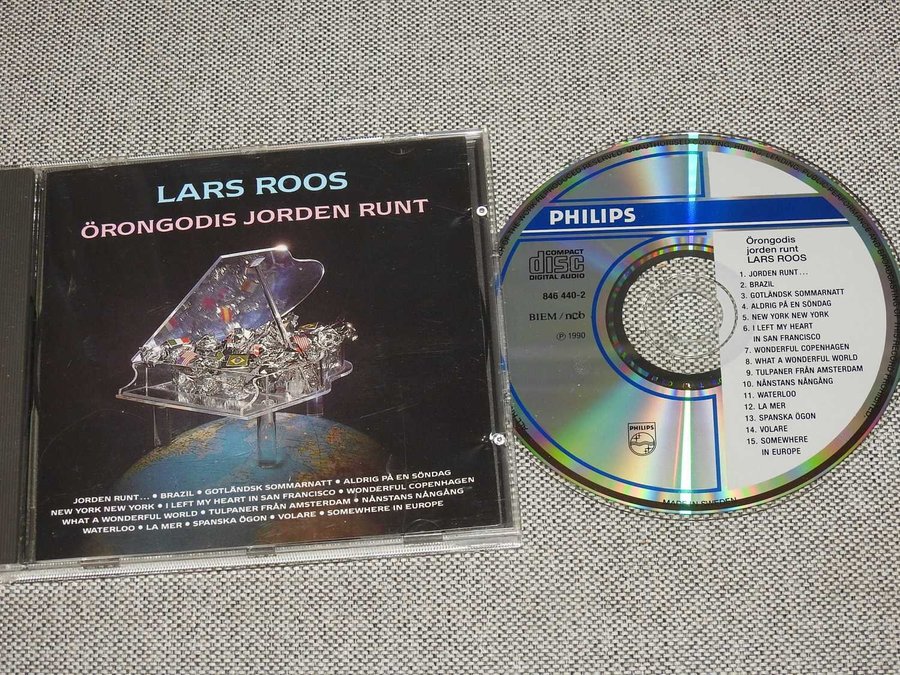 LARS ROOS
ÖRONGODIS JORDEN RUNT
JORDEN RUNT... • BRAZIL • GOTLÄNDSK SOMMARNATT • ALDRIG PÅ EN SÖNDAG
NEW YORK NEW YORK • I LEFT MY HEART IN SAN FRANCISCO • WONDERFUL COPENHAGEN
WHAT A WONDERFUL WORLD • TULPANER FRÅN AMSTERDAM • NÅNSTANS NÅNGÅNG
WATERLOO • LA MER • SPANSKA ÖGON • VOLARE • SOMEWHERE IN EUROPE
PHILIPS
COMPACT
disc
DIGITAL AUDIO
846 440-2
BIEM / ncb
Ⓟ 1990
PHILIPS
Örongodis
jorden runt
LARS ROOS
1. JORDEN RUNT...
2. BRAZIL
3. GOTLÄNDSK SOMMARNATT
4. ALDRIG PÅ EN SÖNDAG
5. NEW YORK NEW YORK
6. I LEFT MY HEART
IN SAN FRANCISCO
7. WONDERFUL COPENHAGEN
8. WHAT A WONDERFUL WORLD
9. TULPANER FRÅN AMSTERDAM
10. NÅNSTANS NÅNGÅNG
11. WATERLOO
12. LA MER
13. SPANSKA ÖGON
14. VOLARE
15. SOMEWHERE
IN EUROPE
MADE IN SWEDEN